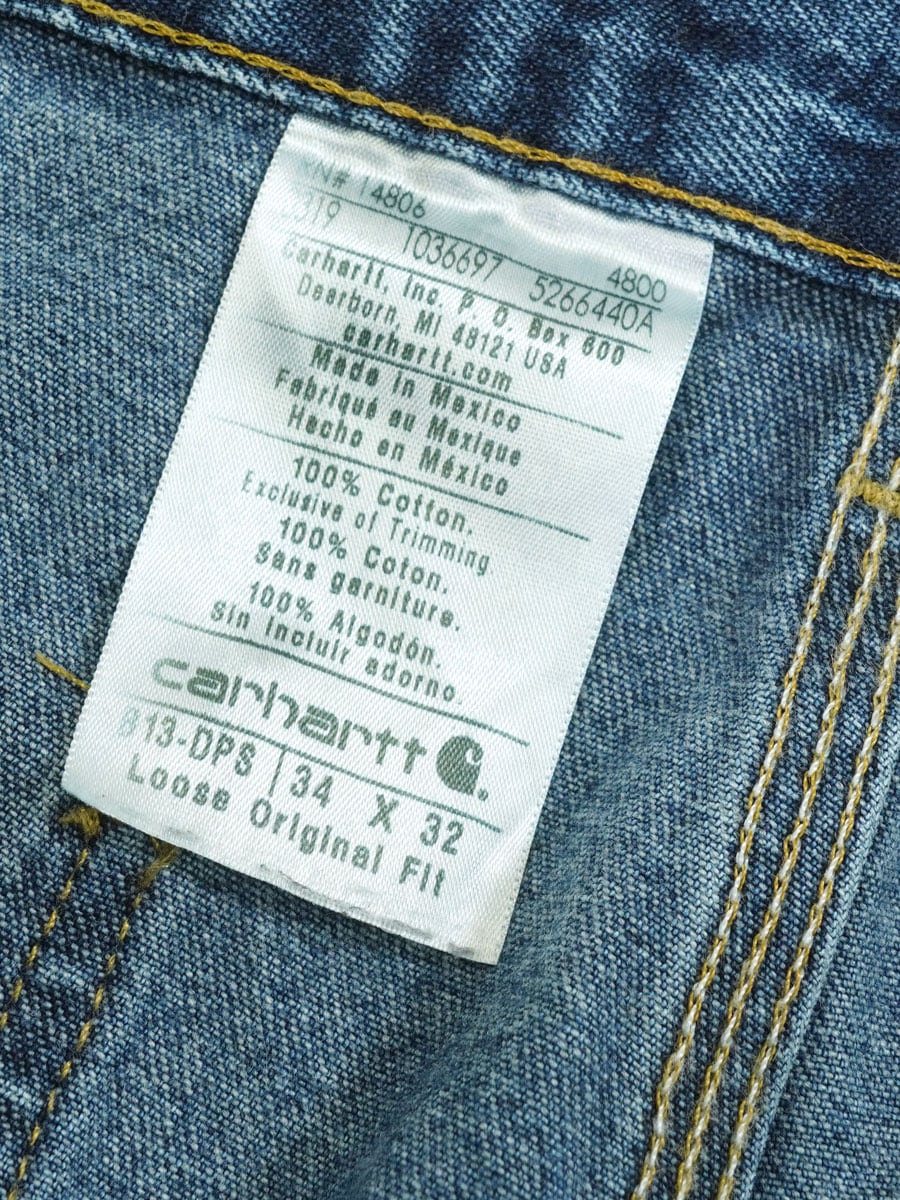 N# 14806
319 1036697 4800
5266440A
Carhartt, Inc. P. O. Box 600
Dearborn, MI 48121 USA
carhartt.com
Made in Mexico
Fabriqué au Mexique
Hecho en México
100% Cotton.
Exclusive of Trimming.
100% Coton.
Sans garniture.
100% Algodón.
Sin incluir adorno.
carhartt
B13-DPS 34 X 32
Loose Original Fit